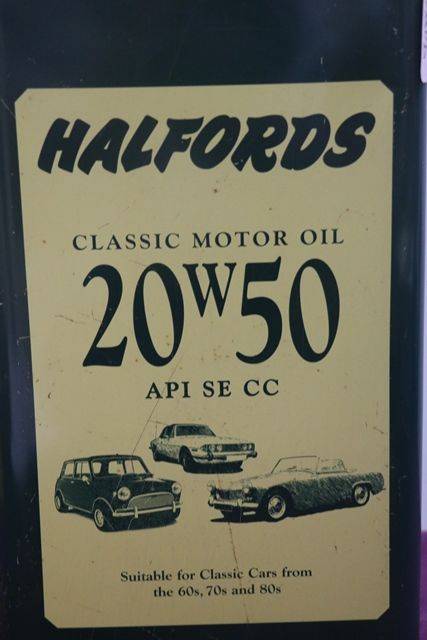 HALFORDS
CLASSIC MOTOR OIL
20W50
API SE CC
Suitable for Classic Cars from
the 60s, 70s and 80s